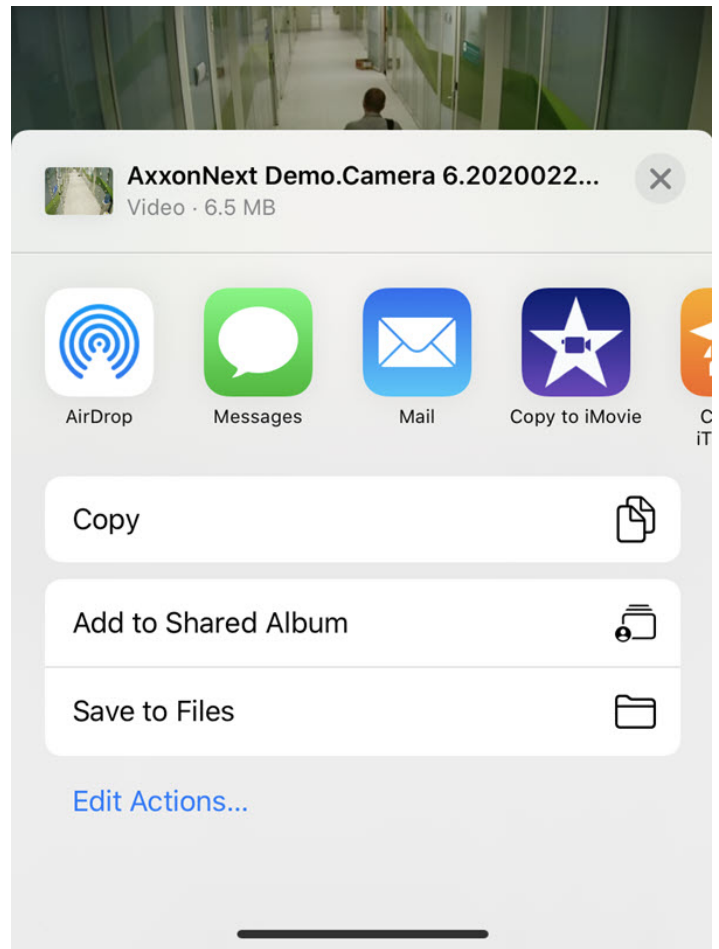 AxxonNext Demo.Camera 6.2020022...
Video · 6.5 MB
AirDrop
Messages
Mail
Copy to iMovie
C
iT
Copy
Add to Shared Album
Save to Files
Edit Actions...